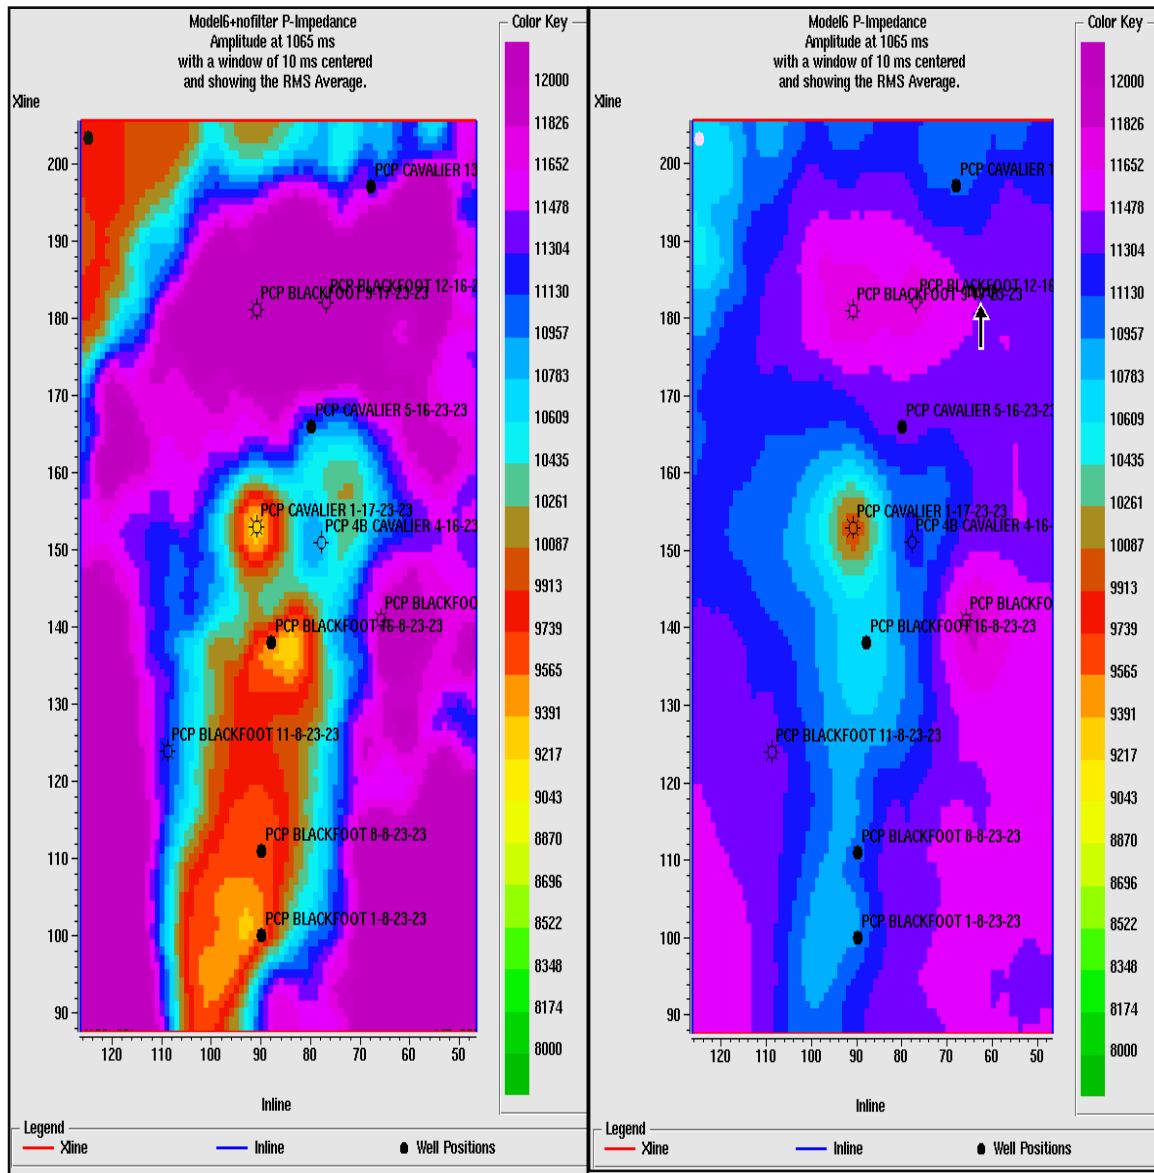 Model6+nofilter P-Impedance
Amplitude at 1065 ms
with a window of 10 ms centered
and showing the RMS Average.
Xline
200
190
180
170
160
150
140
130
120
110
100
90
PCP CAVALIER 13
PCP BLACKFOOT 12-16-2
PCP BLACKFOOT 9-17-23-23
PCP CAVALIER 5-16-23-23
PCP CAVALIER 1-17-23-23
PCP 4B CAVALIER 4-16-23
PCP BLACKFOO
PCP BLACKFOOT 16-8-23-23
PCP BLACKFOOT 11-8-23-23
PCP BLACKFOOT 8-8-23-23
PCP BLACKFOOT 1-8-23-23
120 110 100 90 80 70 60 50
Inline
Color Key
12000
11826
11652
11478
11304
11130
10957
10783
10609
10435
10261
10087
9913
9739
9565
9391
9217
9043
8870
8696
8522
8348
8174
8000
Legend
Xline Inline Well Positions
Model6 P-Impedance
Amplitude at 1065 ms
with a window of 10 ms centered
and showing the RMS Average.
Xline
200
190
180
170
160
150
140
130
120
110
100
90
PCP CAVALIER 1
PCP BLACKFOOT 12-16
PCP BLACKFOOT 9-17-23-23
PCP CAVALIER 5-16-23-23
PCP CAVALIER 1-17-23-23
PCP 4B CAVALIER 4-16-
PCP BLACKFOO
PCP BLACKFOOT 16-8-23-23
PCP BLACKFOOT 11-8-23-23
PCP BLACKFOOT 8-8-23-23
PCP BLACKFOOT 1-8-23-23
120 110 100 90 80 70 60 50
Inline
Color Key
12000
11826
11652
11478
11304
11130
10957
10783
10609
10435
10261
10087
9913
9739
9565
9391
9217
9043
8870
8696
8522
8348
8174
8000
Legend
Xline Inline Well Positions